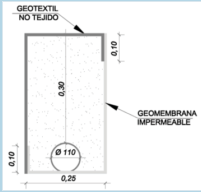 GEOTEXTIL
NO TEJIDO
0,10
0,30
GEOMEMBRANA
IMPERMEABLE
Ø 110
0,10
0,25